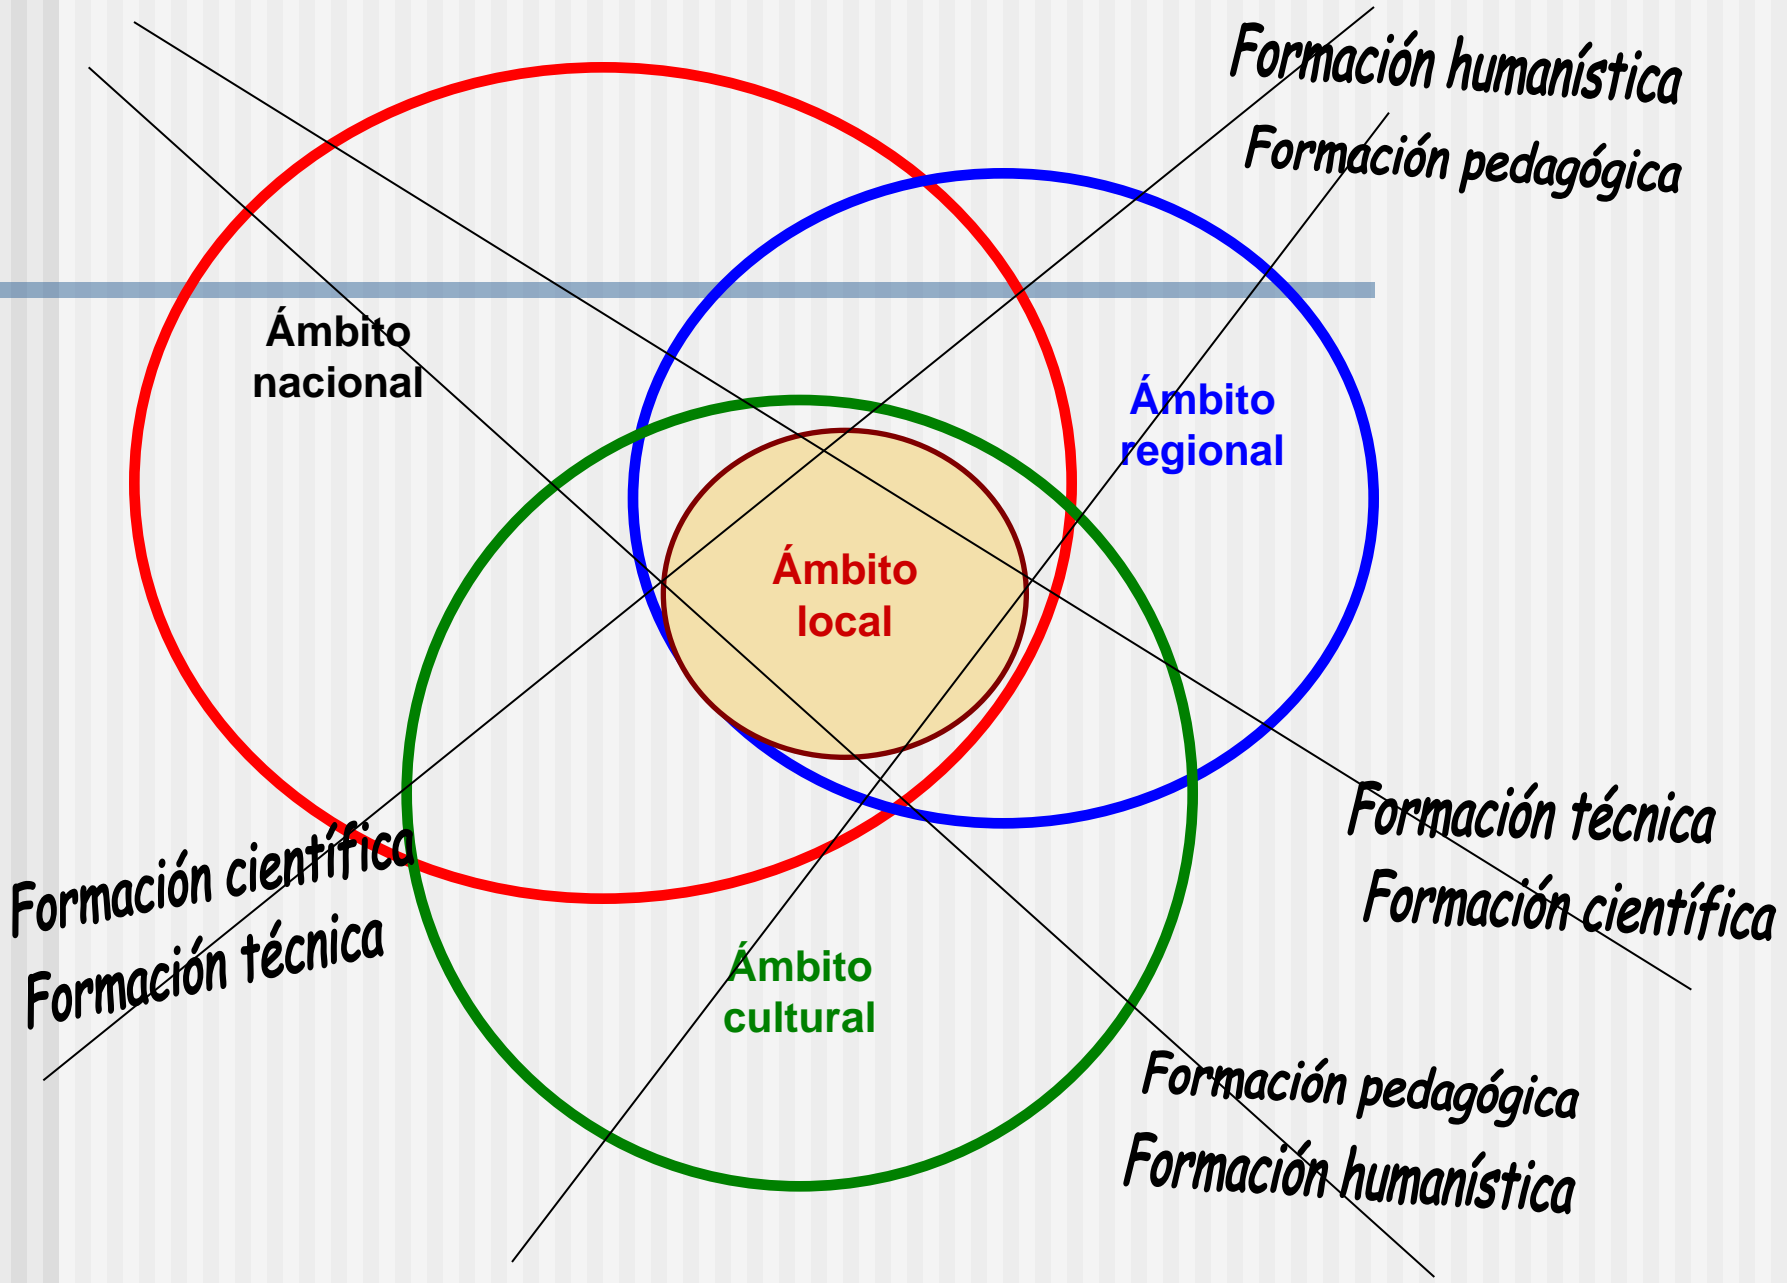 Formación humanística
Formación pedagógica
Ámbito
nacional
Ámbito
regional
Ámbito
local
Formación científica
Formación técnica
Formación técnica
Formación científica
Ámbito
cultural
Formación pedagógica
Formación humanística